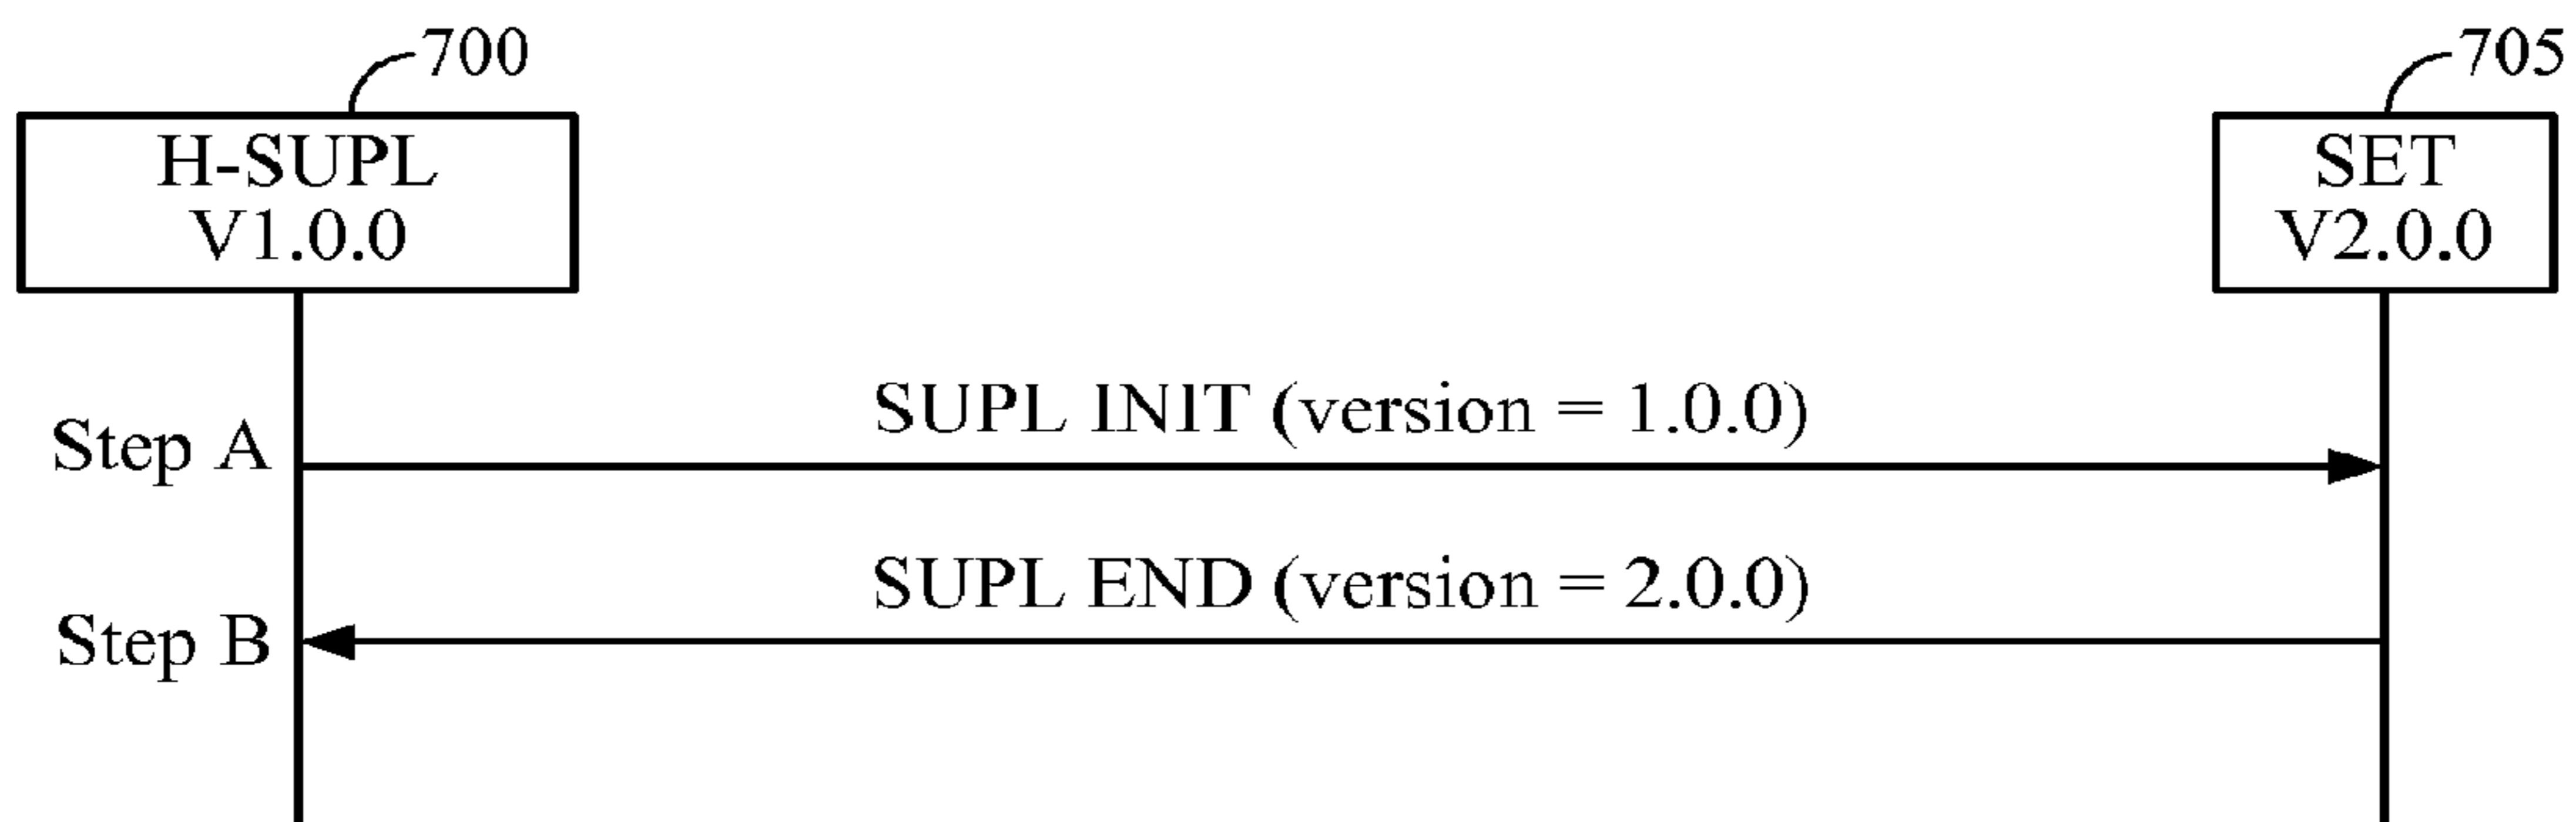 700
705
H-SUPL
V1.0.0
SET
V2.0.0
SUPL INIT (version = 1.0.0)
Step A
SUPL END (version = 2.0.0)
Step B